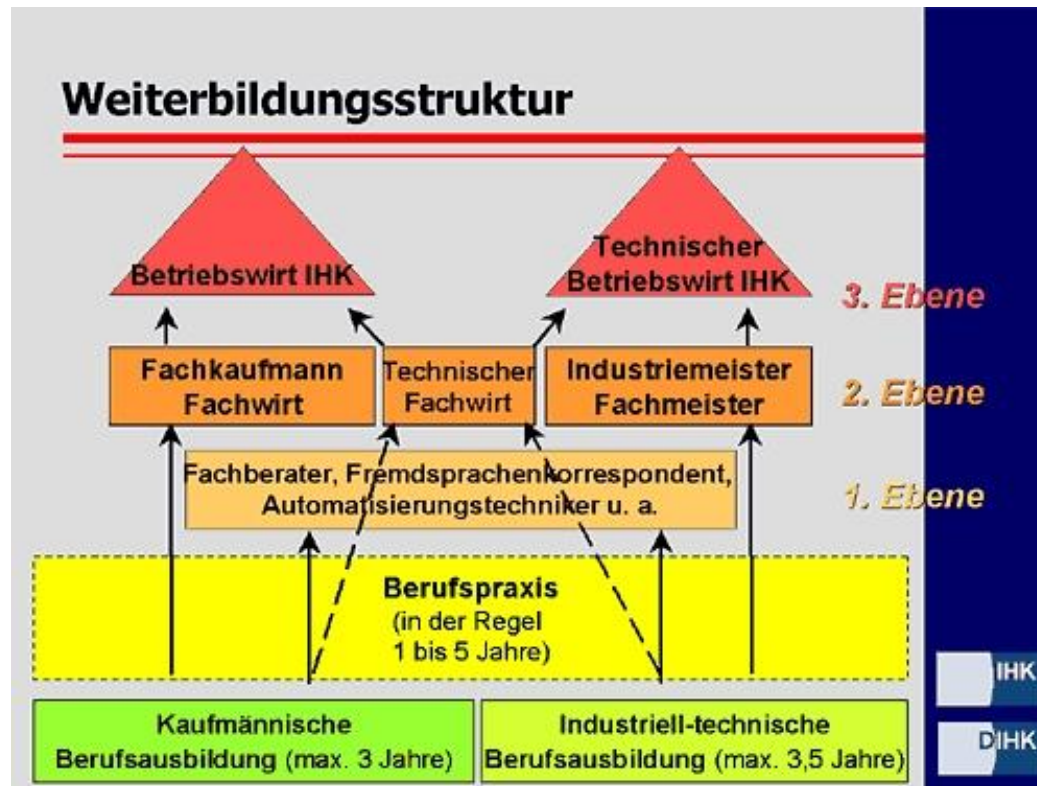 Weiterbildungsstruktur
Betriebswirt IHK
Technischer
Betriebswirt IHK
3. Ebene
Fachkaufmann
Fachwirt
Technischer
Fachwirt
Industriemeister
Fachmeister
2. Ebene
Fachberater, Fremdsprachenkorrespondent,
Automatisierungstechniker u. a.
1. Ebene
Berufspraxis
(in der Regel
1 bis 5 Jahre)
Kaufmännische
Berufsausbildung (max. 3 Jahre)
Industriell-technische
Berufsausbildung (max. 3,5 Jahre)
IHK
DIHK